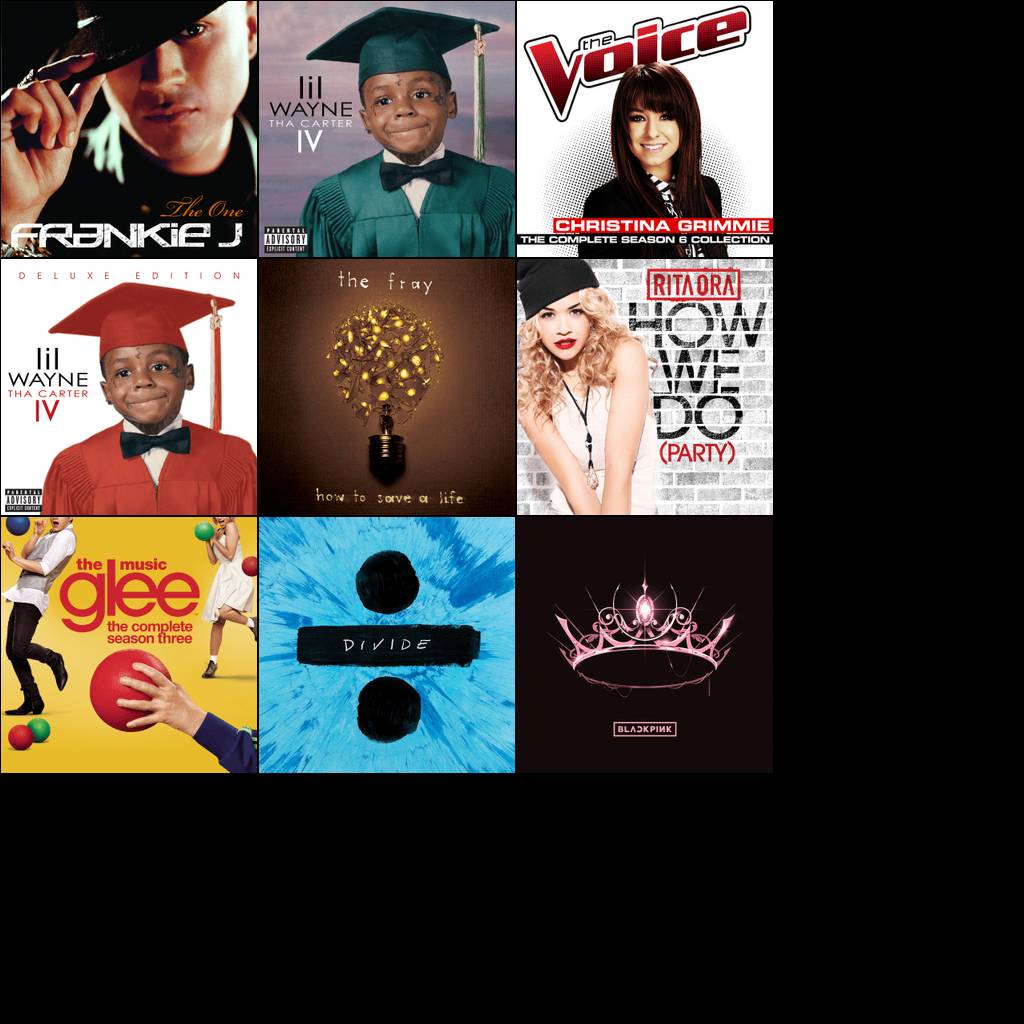 The One
FRANKIE J
lil
WAYNE
THA CARTER
IV
PARENTAL
ADVISORY
EXPLICIT CONTENT
the
Voice
CHRISTINA GRIMMIE
THE COMPLETE SEASON 6 COLLECTION
DELUXE EDITION
lil
WAYNE
THA CARTER
IV
PARENTAL
ADVISORY
EXPLICIT CONTENT
the fray
how to save a life
RITA ORA
HOW
WE
DO
(PARTY)
the music
glee
the complete
season three
DIVIDE
BLACKPINK